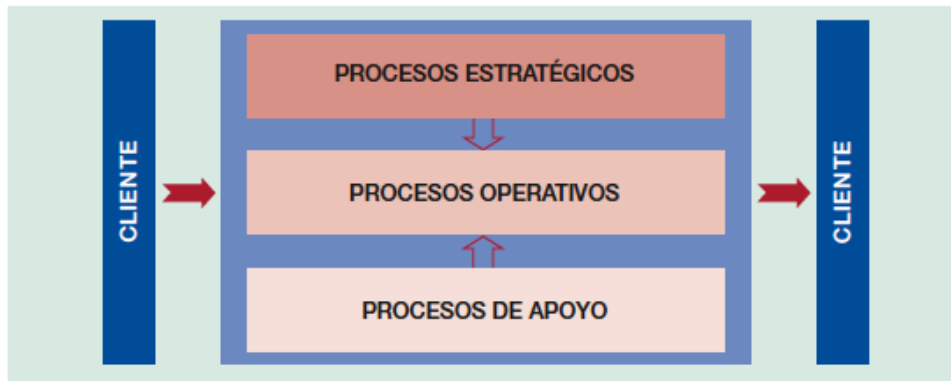 CLIENTE
PROCESOS ESTRATÉGICOS
PROCESOS OPERATIVOS
PROCESOS DE APOYO
CLIENTE